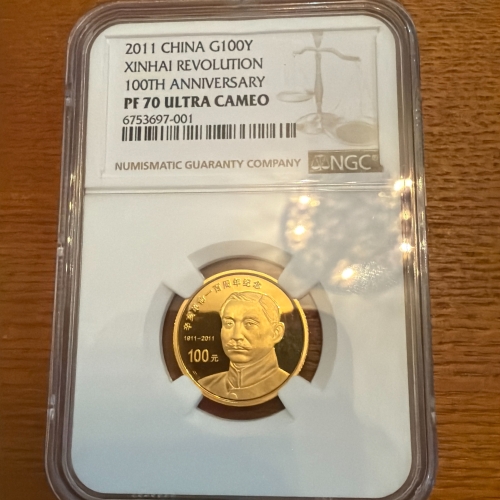 2011 CHINA G100Y
XINHAI REVOLUTION
100TH ANNIVERSARY
PF 70 ULTRA CAMEO
6753697-001
NUMISMATIC GUARANTY COMPANY
NGC
辛亥革命一百周年纪念
1911-2011
100元